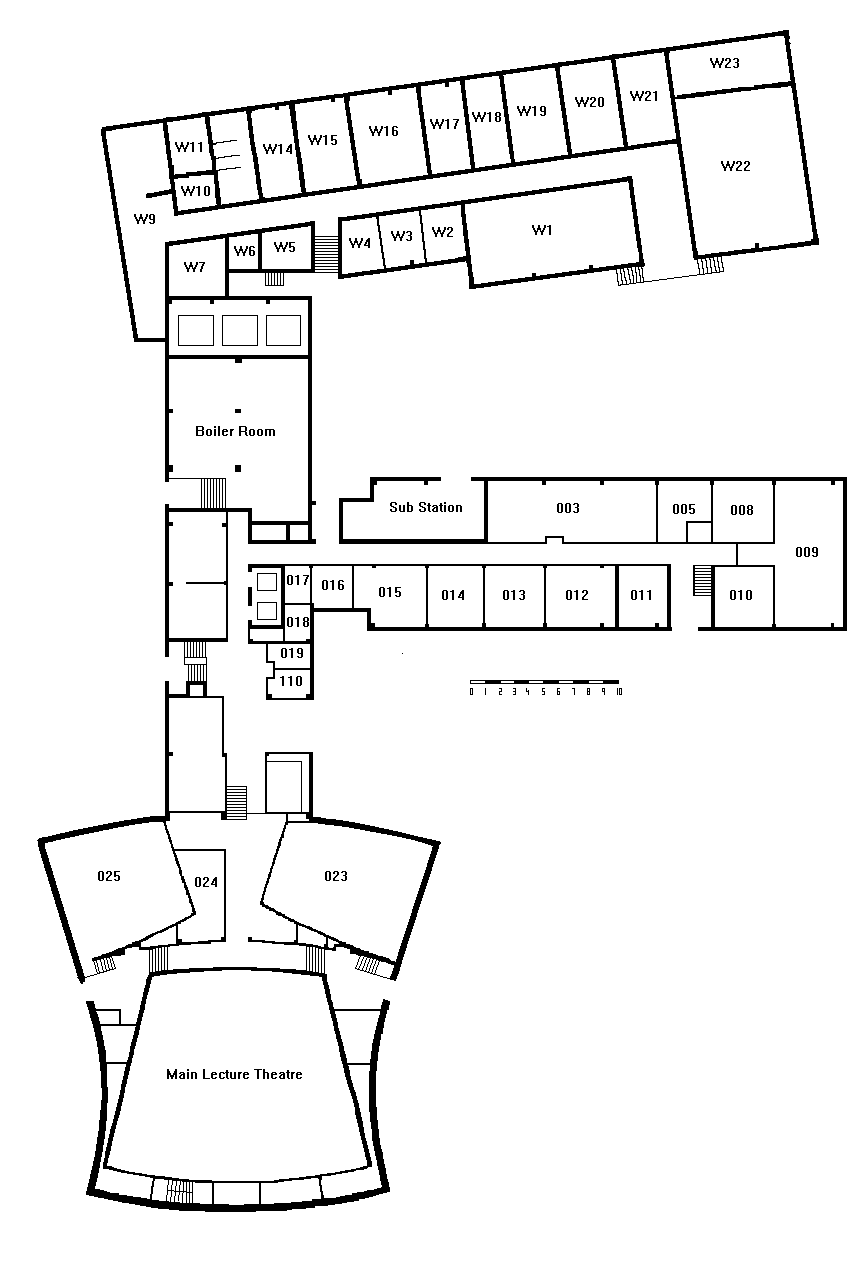 W23
W21
W20
W19
W18
W17
W16
W15
W14
W11
W10
W22
W9
W1
W2
W3
W4
W5
W6
W7
Boiler Room
Sub Station
003
005
008
009
017
016
015
014
013
012
011
010
018
019
110
0 1 2 3 4 5 6 7 8 9 10
025
024
023
Main Lecture Theatre